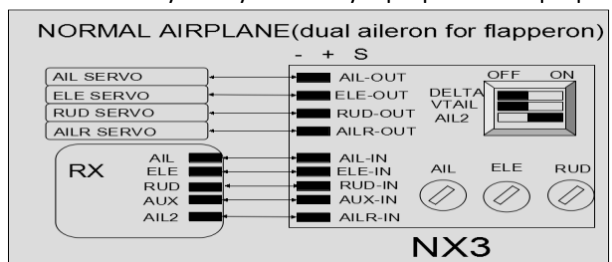 NORMAL AIRPLANE(dual aileron for flapperon)
- + S
AIL SERVO
ELE SERVO
RUD SERVO
AILR SERVO
AIL-OUT
ELE-OUT
RUD-OUT
AILR-OUT
OFF ON
DELTA
VTAIL
AIL2
RX
AIL
ELE
RUD
AUX
AIL2
AIL-IN
ELE-IN
RUD-IN
AUX-IN
AILR-IN
AIL ELE RUD
NX3